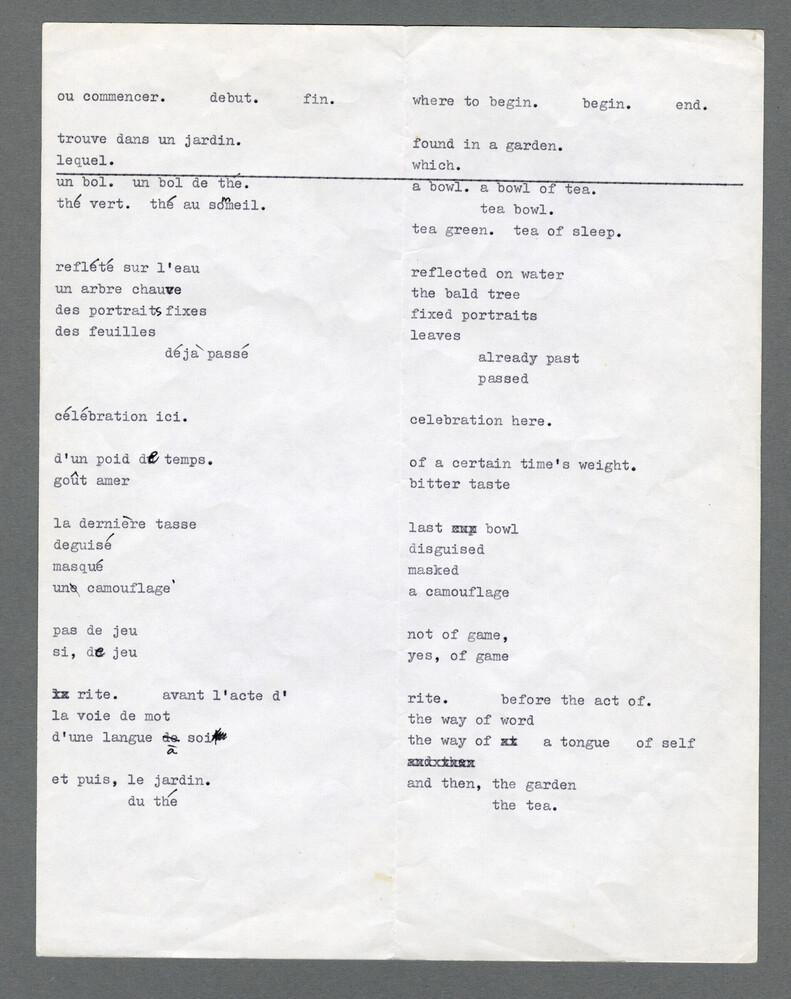 ou commencer. debut. fin.
trouve dans un jardin.
lequel.
un bol. un bol de thé.
thé vert. thé au sommeil.
reflété sur l'eau
un arbre chauve
des portraits fixes
des feuilles
déjà passé
célébration ici.
d'un poid de temps.
goût amer
la dernière tasse
deguisé
masqué
une camouflage
pas de jeu
si, de jeu
rite. avant l'acte d'
la voie de mot
d'une langue à soi
et puis, le jardin.
du thé
where to begin. begin. end.
found in a garden.
which.
a bowl. a bowl of tea.
tea bowl.
tea green. tea of sleep.
reflected on water
the bald tree
fixed portraits
leaves
already past
passed
celebration here.
of a certain time's weight.
bitter taste
last bowl
disguised
masked
a camouflage
not of game,
yes, of game
rite. before the act of.
the way of word
the way of a tongue of self
and then, the garden
the tea.